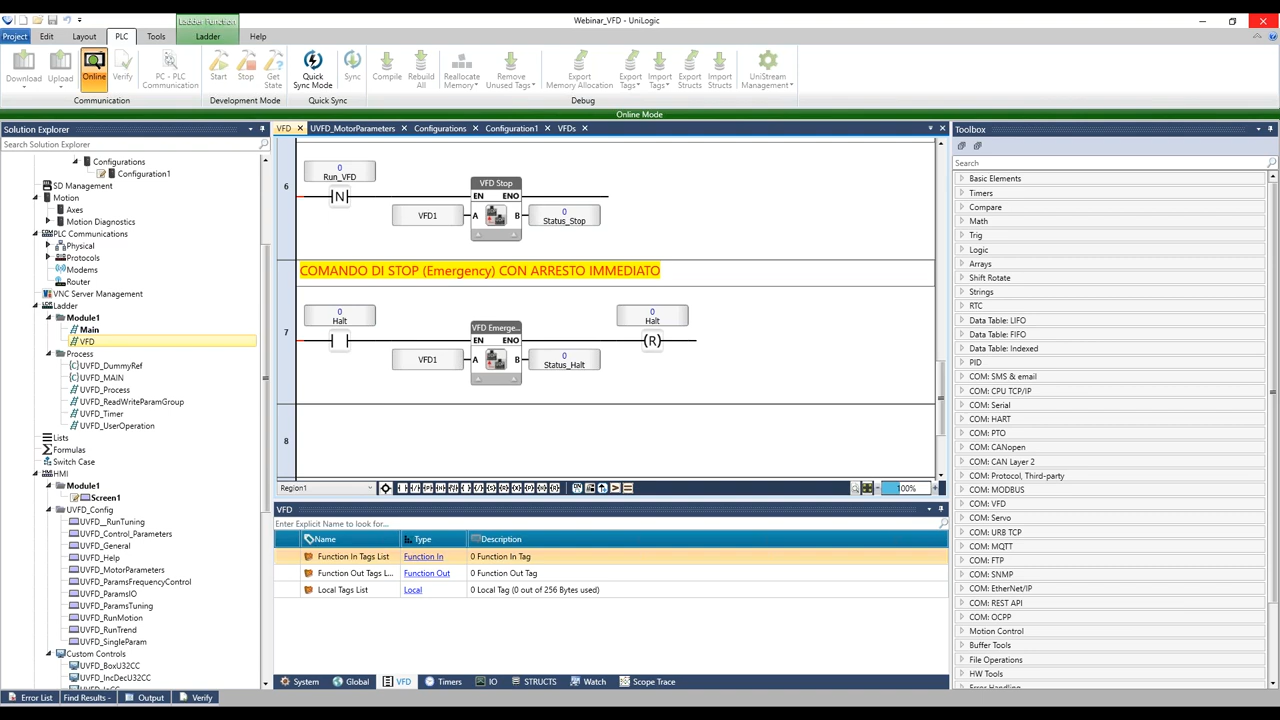 Ladder Function
Webinar_VFD - UniLogic
Project Edit Layout PLC Tools Ladder Help
Download Upload Online Verify PC - PLC Communication Start Stop Get State Quick Sync Mode Sync Compile Rebuild All Reallocate Memory Remove Unused Tags Export Memory Allocation Export Tags Import Tags Export Structs Import Structs UniStream Management
Communication Development Mode Quick Sync Debug
Online Mode
Solution Explorer
Search Solution Explorer
Configurations
Configuration1
SD Management
Motion
Axes
Motion Diagnostics
PLC Communications
Physical
Protocols
Modems
Router
VNC Server Management
Ladder
Module1
Main
VFD
Process
UVFD_DummyRef
UVFD_MAIN
UVFD_Process
UVFD_ReadWriteParamGroup
UVFD_Timer
UVFD_UserOperation
Lists
Formulas
Switch Case
HMI
Module1
Screen1
UVFD_Config
UVFD__RunTuning
UVFD_Control_Parameters
UVFD_General
UVFD_Help
UVFD_MotorParameters
UVFD_ParamsFrequencyControl
UVFD_ParamsIO
UVFD_ParamsTuning
UVFD_RunMotion
UVFD_RunTrend
UVFD_SingleParam
Custom Controls
UVFD_BoxU32CC
UVFD_IncDecU32CC
VFD UVFD_MotorParameters Configurations Configuration1 VFDs
6
0
Run_VFD
N
VFD Stop
EN ENO
VFD1 A B
0
Status_Stop
COMANDO DI STOP (Emergency) CON ARRESTO IMMEDIATO
7
0
Halt
VFD Emerge...
EN ENO
VFD1 A B
0
Status_Halt
0
Halt
(R)
8
Region1
100%
VFD
Enter Explicit Name to look for...
Name Type Description
Function In Tags List Function In 0 Function In Tag
Function Out Tags L... Function Out 0 Function Out Tag
Local Tags List Local 0 Local Tag (0 out of 256 Bytes used)
System Global VFD Timers IO STRUCTS Watch Scope Trace
Toolbox
Search
Basic Elements
Timers
Compare
Math
Trig
Logic
Arrays
Shift Rotate
Strings
RTC
Data Table: LIFO
Data Table: FIFO
Data Table: Indexed
PID
COM: SMS & email
COM: CPU TCP/IP
COM: Serial
COM: HART
COM: PTO
COM: CANopen
COM: CAN Layer 2
COM: Protocol, Third-party
COM: MODBUS
COM: VFD
COM: Servo
COM: URB TCP
COM: MQTT
COM: FTP
COM: SNMP
COM: EtherNet/IP
COM: REST API
COM: OCPP
Motion Control
Buffer Tools
File Operations
HW Tools
Error Handling
Error List Find Results - Output Verify